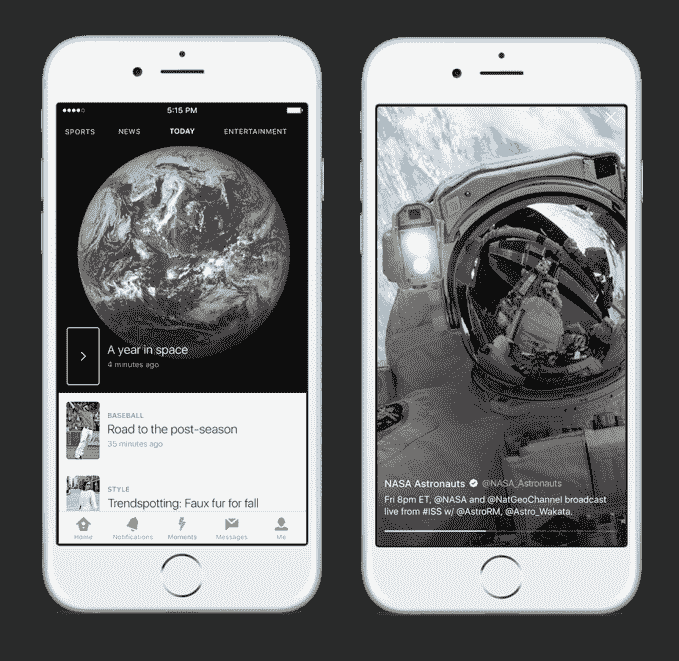 5:15 PM
SPORTS NEWS TODAY ENTERTAINMENT
A year in space
4 minutes ago
BASEBALL
Road to the post-season
35 minutes ago
STYLE
Trendspotting: Faux fur for fall
Home Notifications Moments Messages Me
NASA Astronauts @NASA_Astronauts
Fri 8pm ET, @NASA and @NatGeoChannel broadcast
live from #ISS w/ @AstroRM, @Astro_Wakata.